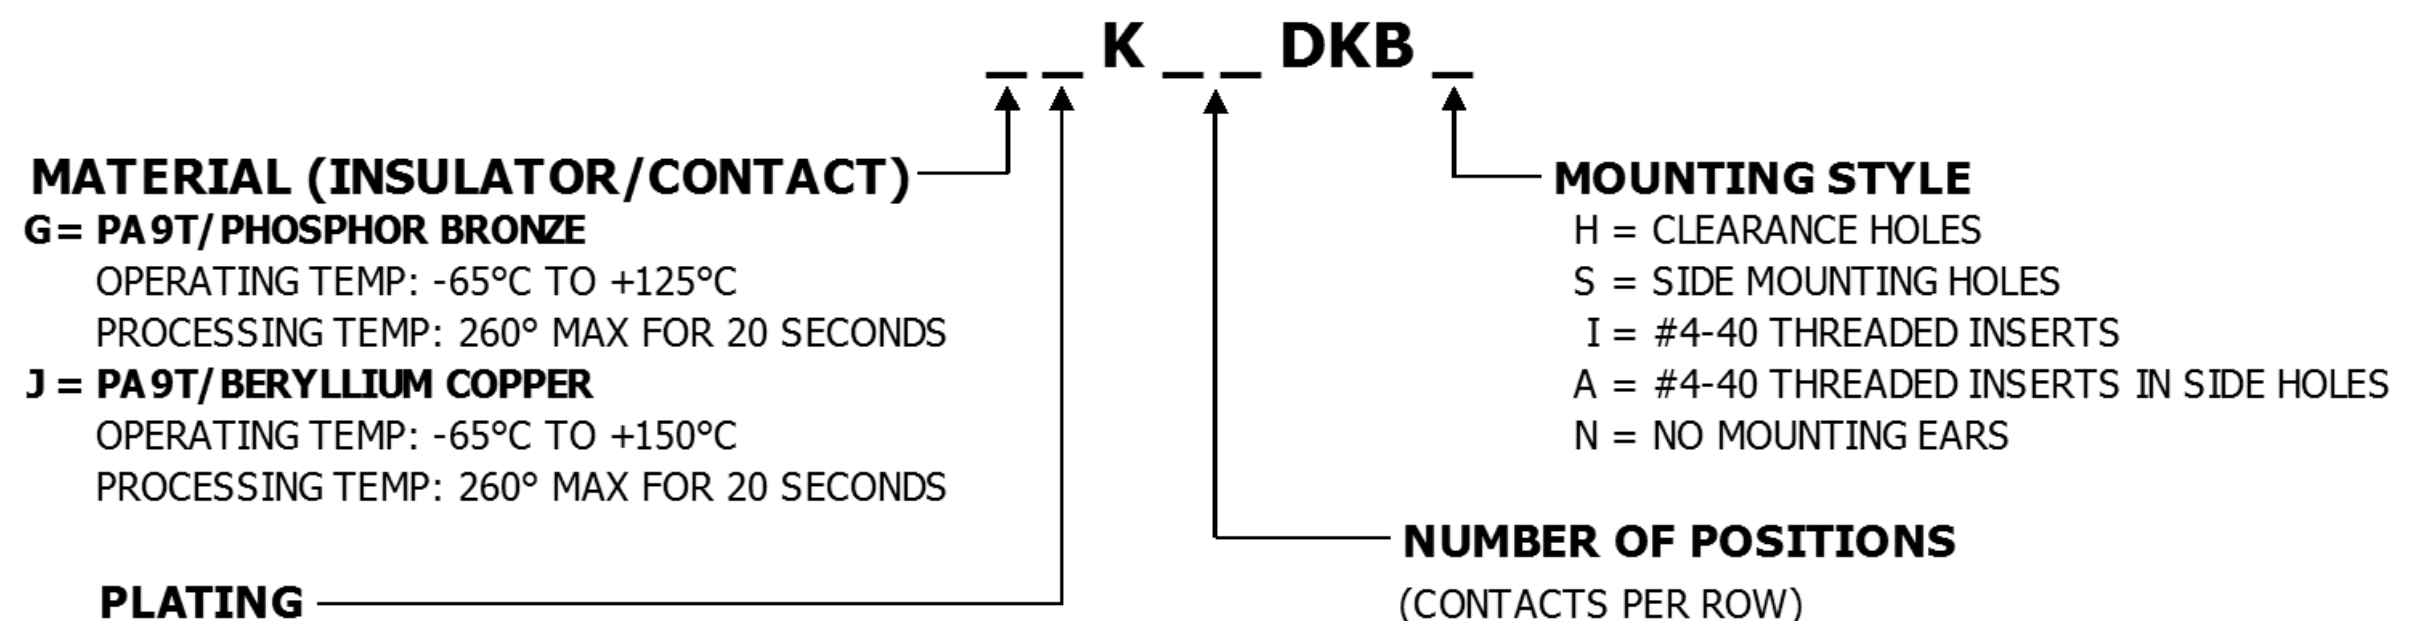 _ _ K _ _ DKB _
MATERIAL (INSULATOR/CONTACT)
G = PA9T/PHOSPHOR BRONZE
OPERATING TEMP: -65°C TO +125°C
PROCESSING TEMP: 260° MAX FOR 20 SECONDS
J = PA9T/BERYLLIUM COPPER
OPERATING TEMP: -65°C TO +150°C
PROCESSING TEMP: 260° MAX FOR 20 SECONDS
PLATING
MOUNTING STYLE
H = CLEARANCE HOLES
S = SIDE MOUNTING HOLES
I = #4-40 THREADED INSERTS
A = #4-40 THREADED INSERTS IN SIDE HOLES
N = NO MOUNTING EARS
NUMBER OF POSITIONS
(CONTACTS PER ROW)